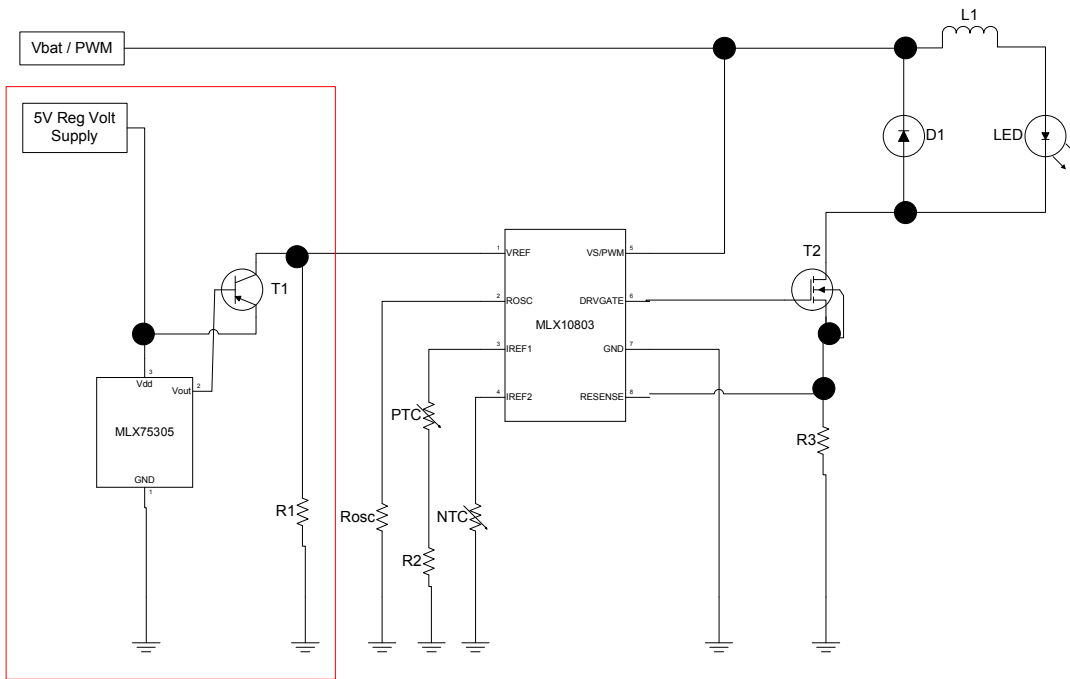 L1
Vbat / PWM
5V Reg Volt
Supply
D1
LED
T2
T1
1
VREF
VS/PWM
5
2
ROSC
DRVGATE
6
MLX10803
3
IREF1
GND
7
4
IREF2
RESENSE
8
3
Vdd
Vout
2
MLX75305
GND
1
PTC
R3
R1
Rosc
NTC
R2